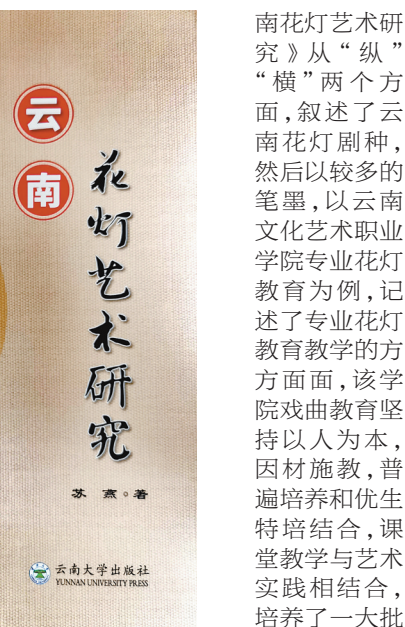 云
南
花灯艺术研究
苏燕◎著
云南大学出版社
YUNNAN UNIVERSITY PRESS
南花灯艺术研
究》从“纵”
“横”两个方
面,叙述了云
南花灯剧种,
然后以较多的
笔墨,以云南
文化艺术职业
学院专业花灯
教育为例,记
述了专业花灯
教育教学的方
方面面,该学
院戏曲教育坚
持以人为本,
因材施教,普
遍培养和优生
特培结合,课
堂教学与艺术
实践相结合,
培养了一大批